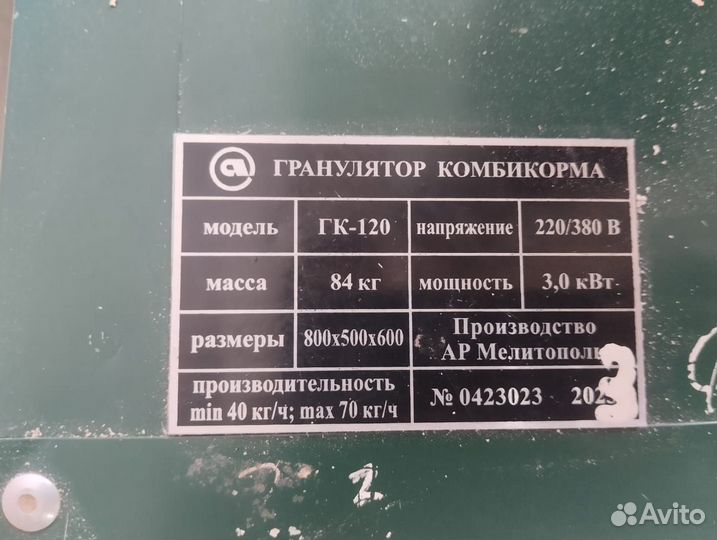 ГРАНУЛЯТОР КОМБИКОРМА
модель ГК-120 напряжение 220/380 В
масса 84 кг мощность 3,0 кВт
размеры 800х500х600 Производство
АР Мелитополь
производительность
min 40 кг/ч; max 70 кг/ч № 0423023
2
Avito